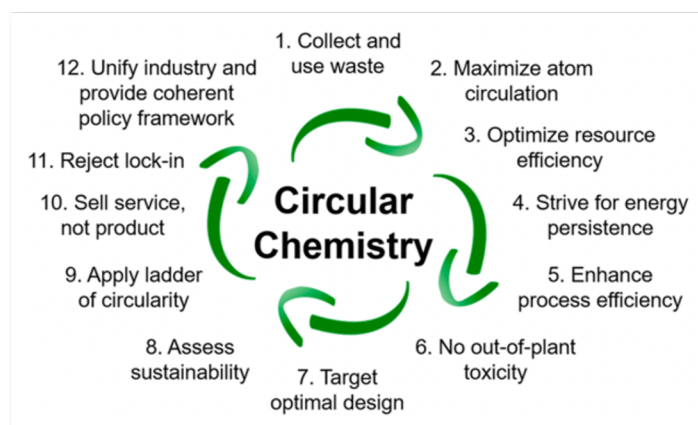 1. Collect and
use waste
2. Maximize atom
circulation
3. Optimize resource
efficiency
4. Strive for energy
persistence
5. Enhance
process efficiency
6. No out-of-plant
toxicity
7. Target
optimal design
8. Assess
sustainability
9. Apply ladder
of circularity
10. Sell service,
not product
11. Reject lock-in
12. Unify industry and
provide coherent
policy framework
Circular
Chemistry